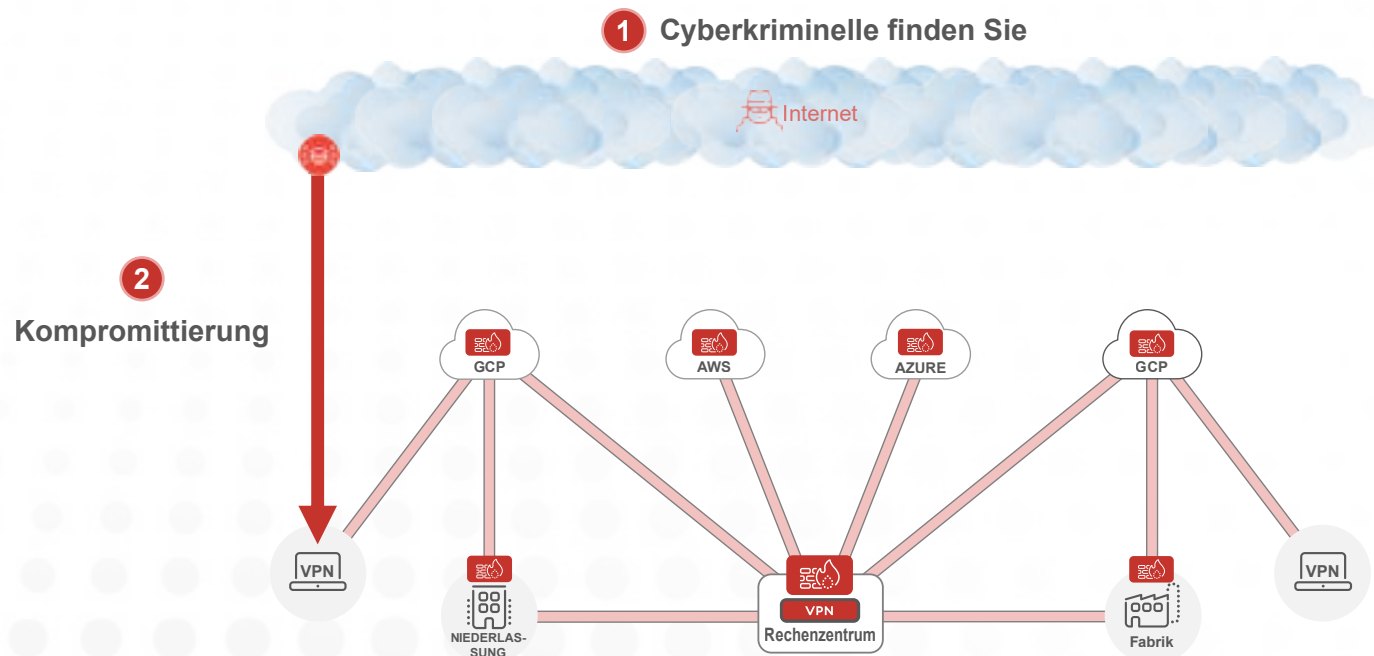 1 Cyberkriminelle finden Sie
Internet
2
Kompromittierung
GCP
AWS
AZURE
GCP
VPN
NIEDERLAS-
SUNG
VPN
Rechenzentrum
Fabrik
VPN